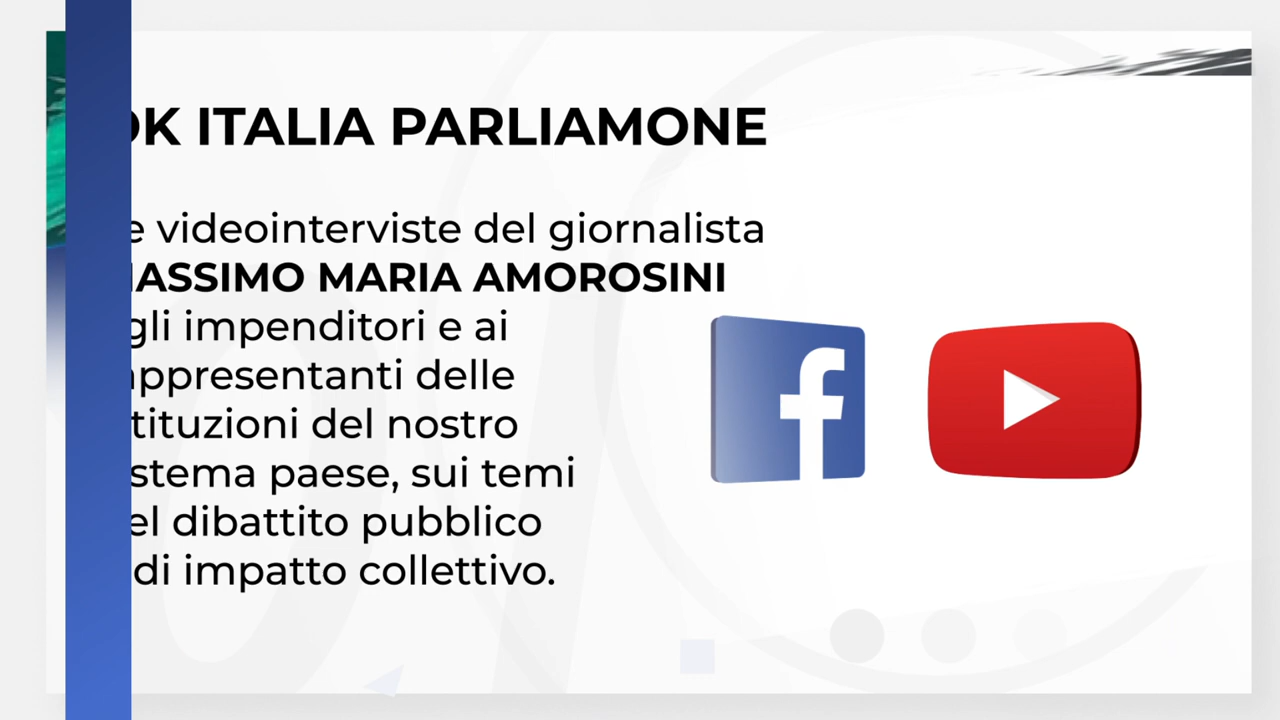 OK ITALIA PARLIAMONE
e videointerviste del giornalista
MASSIMO MARIA AMOROSINI
gli impenditori e ai
appresentanti delle
tituzioni del nostro
stema paese, sui temi
el dibattito pubblico
di impatto collettivo.